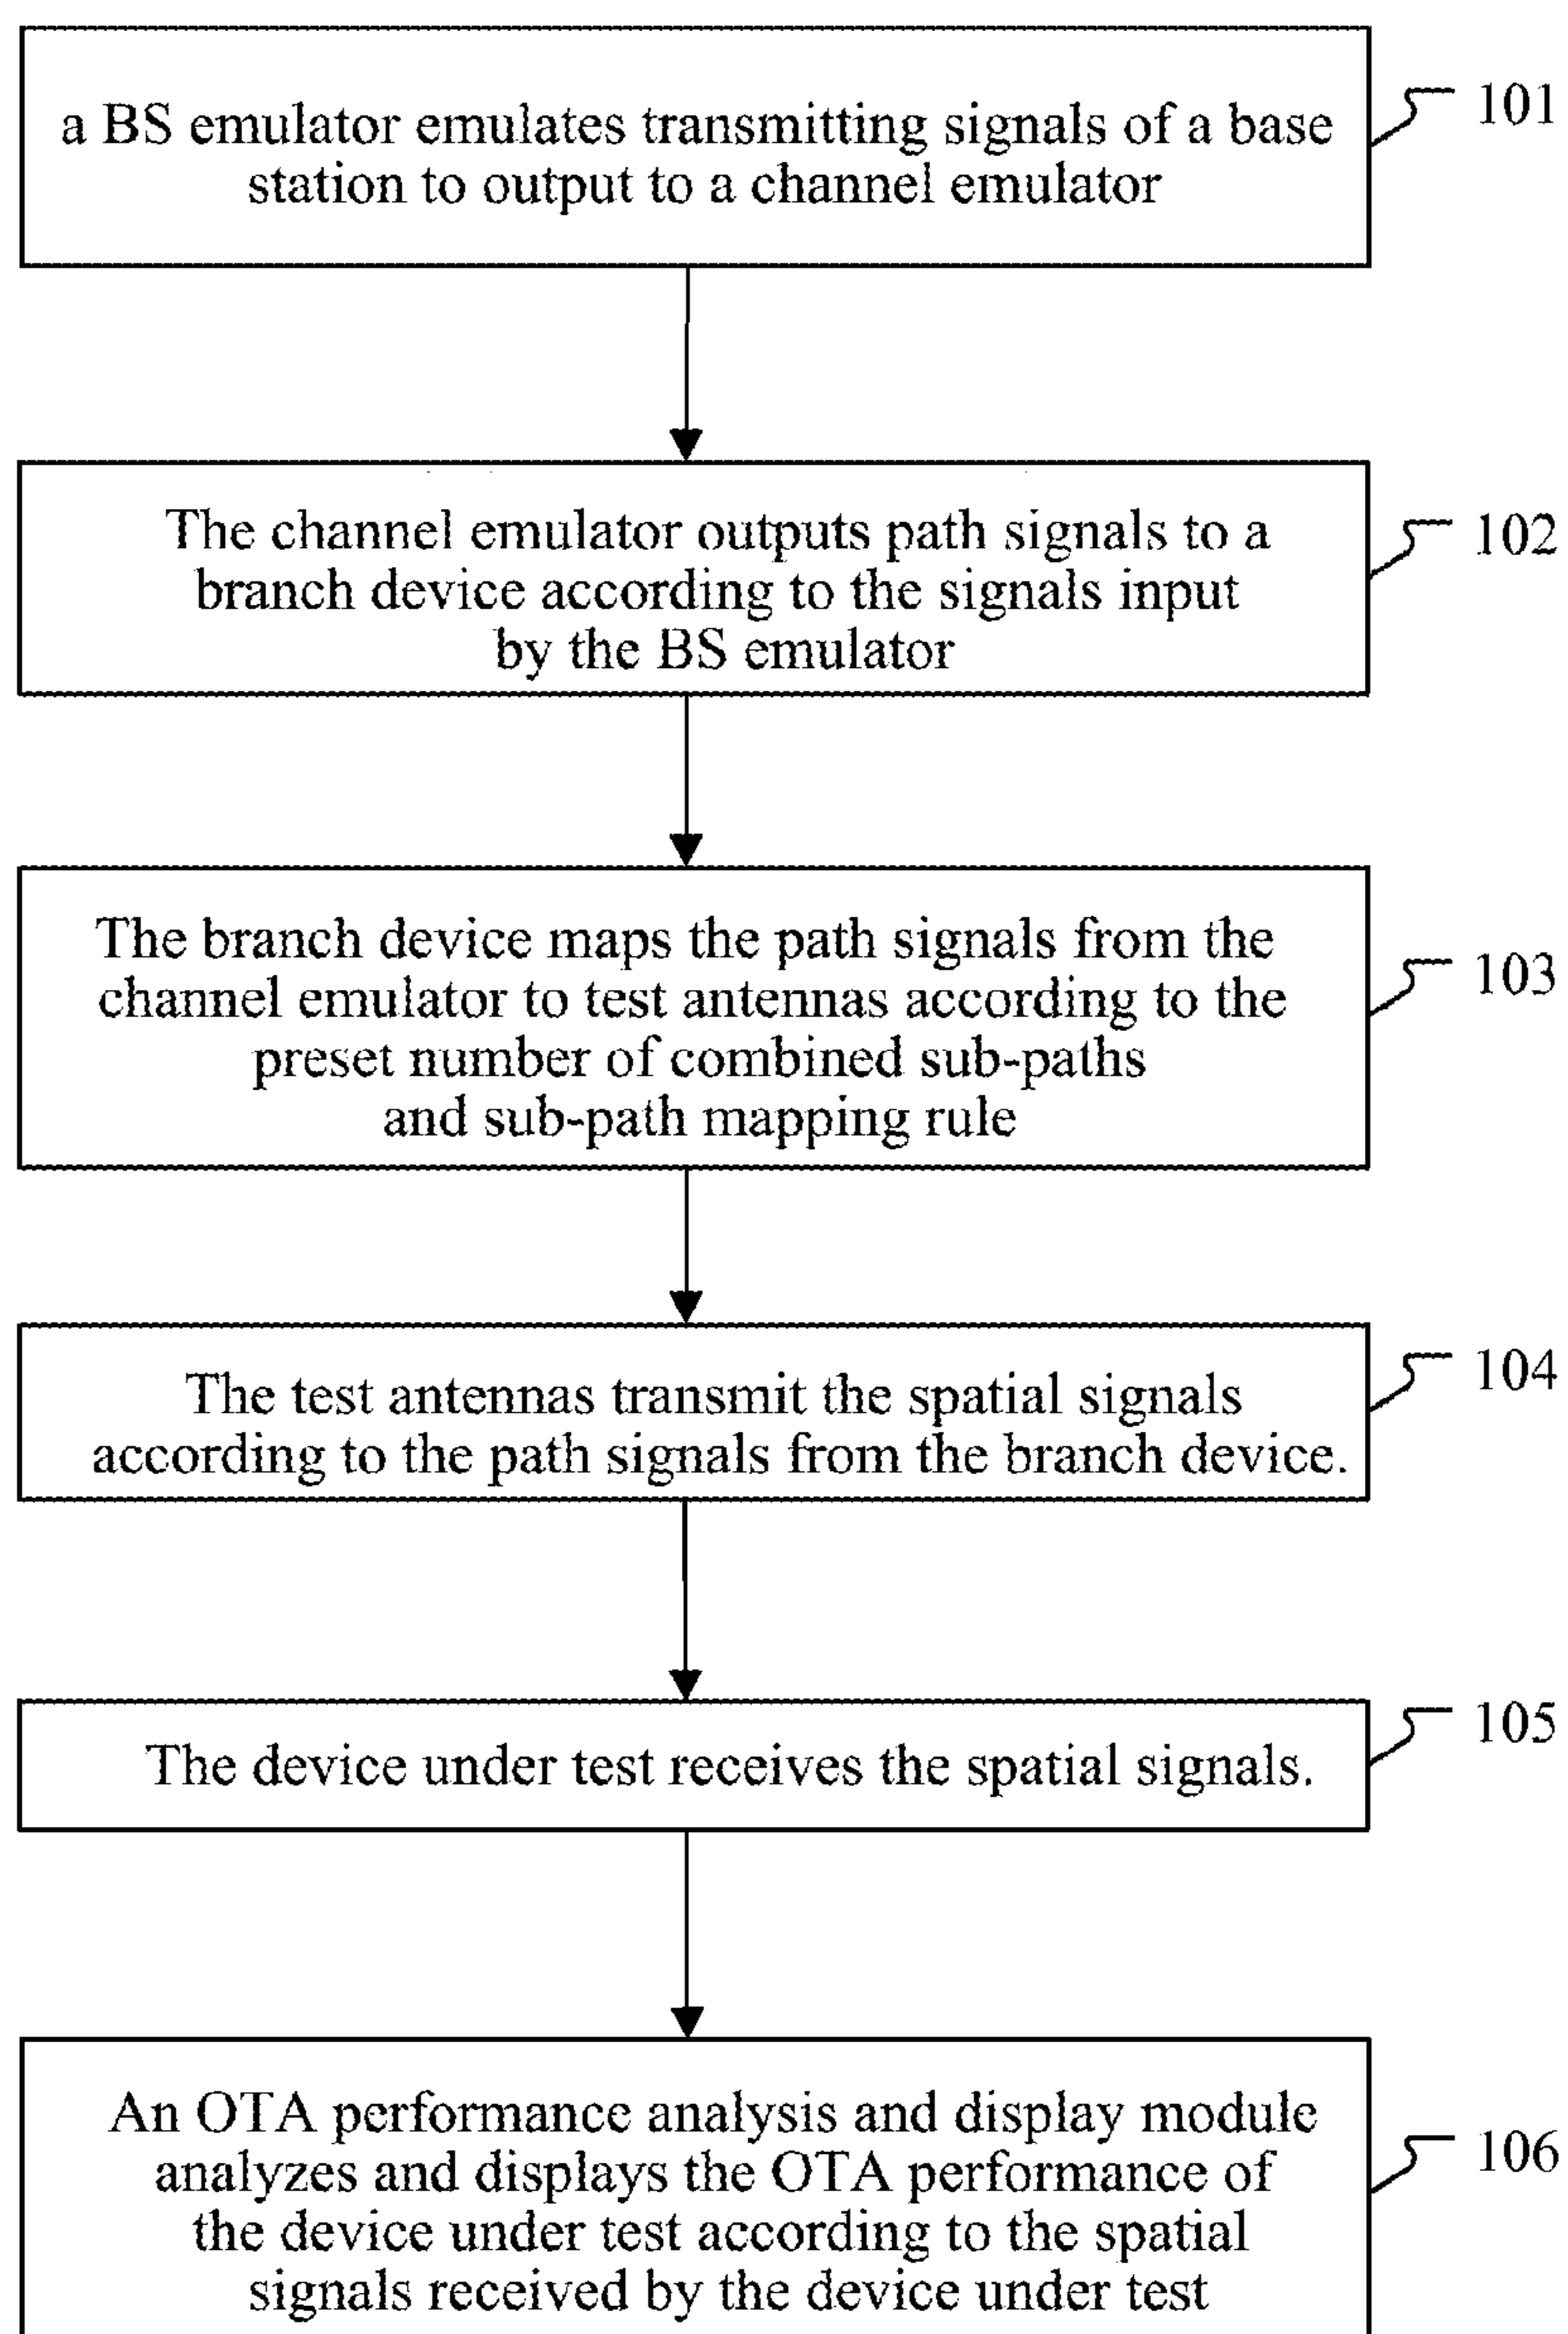 a BS emulator emulates transmitting signals of a base
station to output to a channel emulator
101
The channel emulator outputs path signals to a
branch device according to the signals input
by the BS emulator
102
The branch device maps the path signals from the
channel emulator to test antennas according to the
preset number of combined sub-paths
and sub-path mapping rule
103
The test antennas transmit the spatial signals
according to the path signals from the branch device.
104
The device under test receives the spatial signals.
105
An OTA performance analysis and display module
analyzes and displays the OTA performance of
the device under test according to the spatial
signals received by the device under test
106